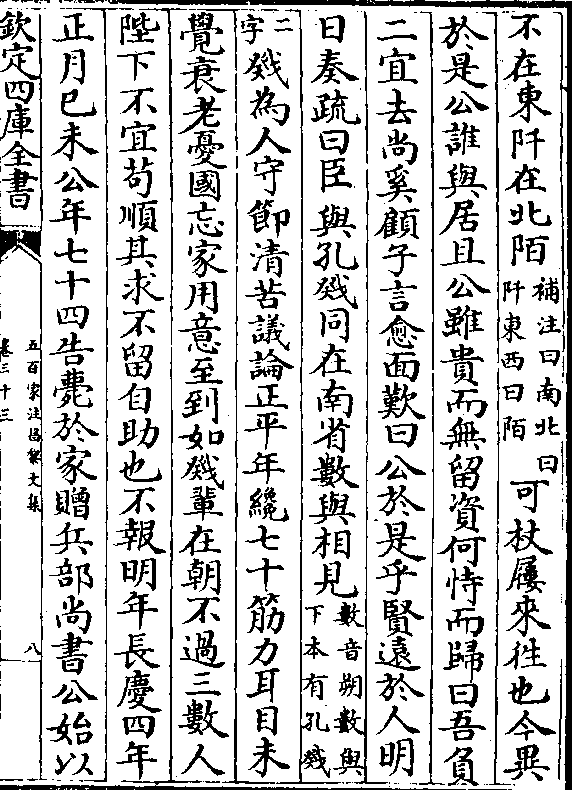 不在東阡在北陌補注曰南北曰阡東西曰陌可杖屨來徃也今異
於是公誰與居且公雖貴而無留資何恃而歸曰吾負
二宜去尚奚顧子言愈面歎曰公於是乎賢遠於人明
日奏疏曰臣與孔戣同在南省數與相見數音朔數與下本有孔戣
二字戣為人守節清苦議論正平年纔七十筋力耳目未
覺衰老憂國忘家用意至到如戣輩在朝不過三數人
陛下不宜苟順其求不留自助也不報明年長慶四年
正月已未公年七十四告薨於家贈兵部尚書公始以
欽定四庫全書
五百家注昌黎文集
卷三十三
八